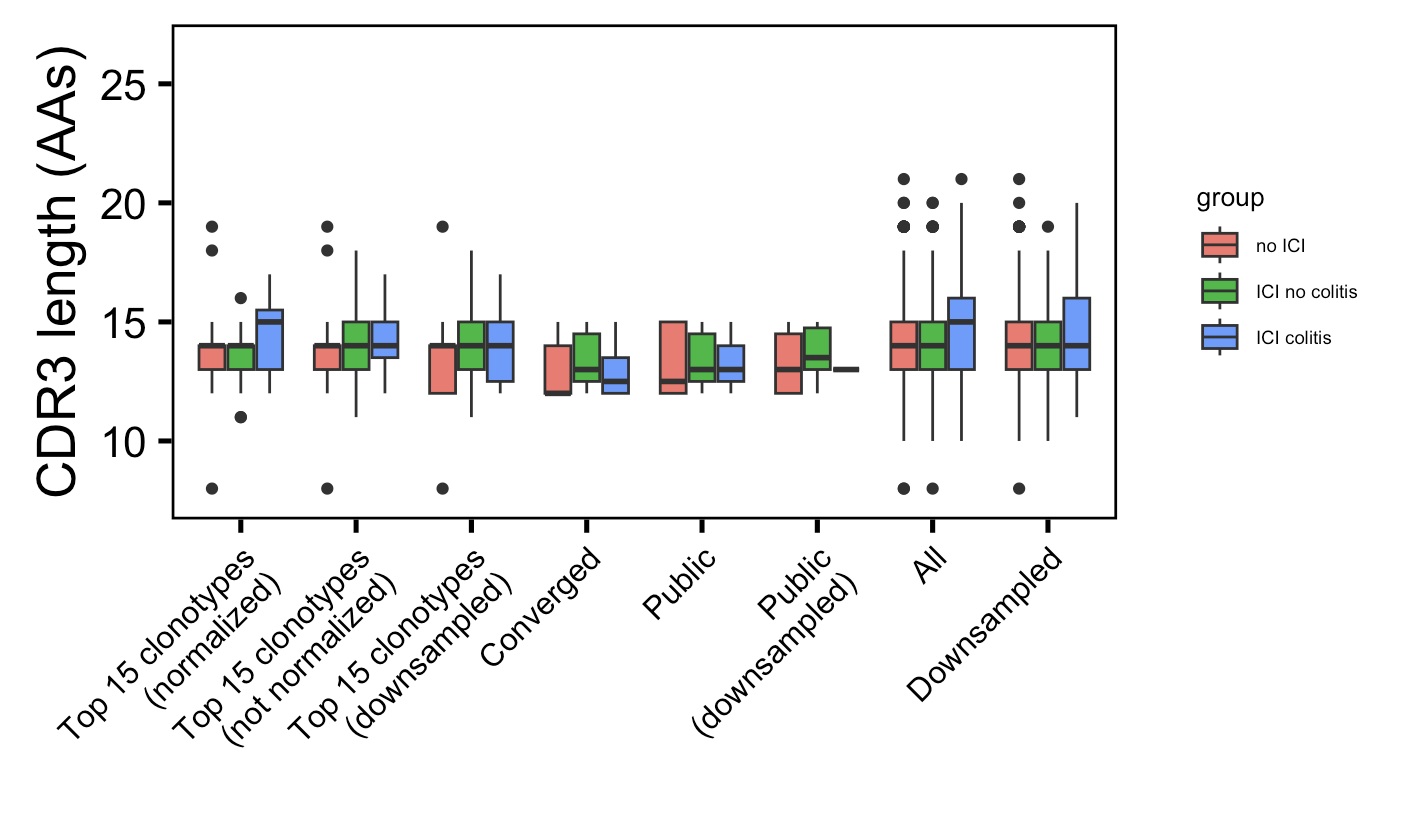 CDR3 length (AAs)
25
20
15
10
Top 15 clonotypes
(normalized)
Top 15 clonotypes
(not normalized)
Top 15 clonotypes
(downsampled)
Converged
Public
Public
(downsampled)
All
Downsampled
group
no ICI
ICI no colitis
ICI colitis